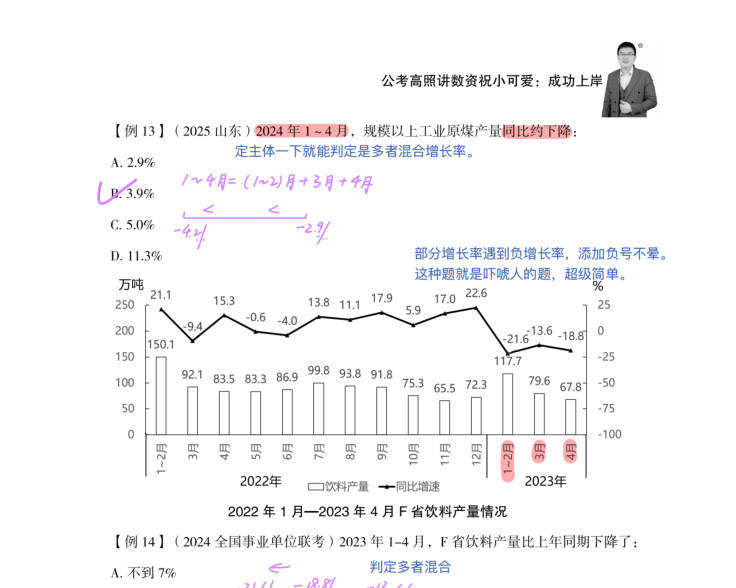 公考高照讲数资祝小可爱：成功上岸
【例 13】（2025 山东）2024 年 1～4 月，规模以上工业原煤产量同比约下降：
定主体一下就能判定是多者混合增长率。
A. 2.9%
B. 3.9%
1～4月=(1～2)月+3月+4月
C. 5.0%
< <
-4.2% -2.9%
D. 11.3%
部分增长率遇到负增长率，添加负号不晕。
这种题就是吓唬人的题，超级简单。
万吨 %
250 200 150 100 50 0
25 0 -25 -50 -75 -100
21.1 -9.4 15.3 -0.6 -4.0 13.8 11.1 17.9 5.9 17.0 22.6 -21.6 -13.6 -18.8
150.1 92.1 83.5 83.3 86.9 99.8 93.8 91.8 75.3 65.5 72.3 117.7 79.6 67.8
1~2月 3月 4月 5月 6月 7月 8月 9月 10月 11月 12月 1~2月 3月 4月
2022年 2023年
饮料产量 同比增速
2022 年 1 月—2023 年 4 月 F 省饮料产量情况
【例 14】（2024 全国事业单位联考）2023 年 1–4 月，F 省饮料产量比上年同期下降了：
判定多者混合
A. 不到 7%